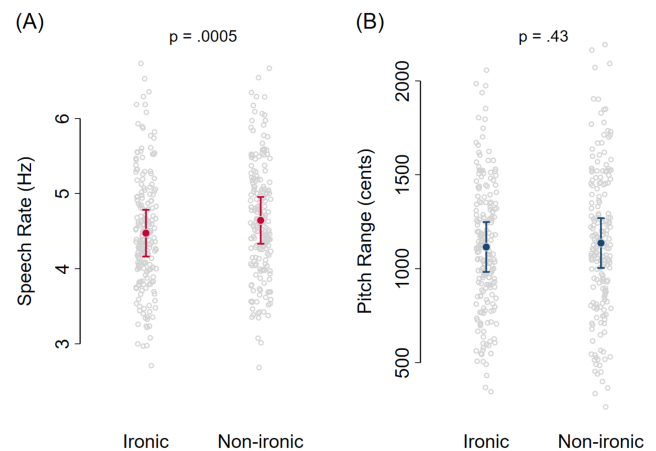 (A)
p = .0005
Speech Rate (Hz)
6
5
4
3
Ironic Non-ironic
(B)
p = .43
Pitch Range (cents)
2000
1500
1000
500
Ironic Non-ironic